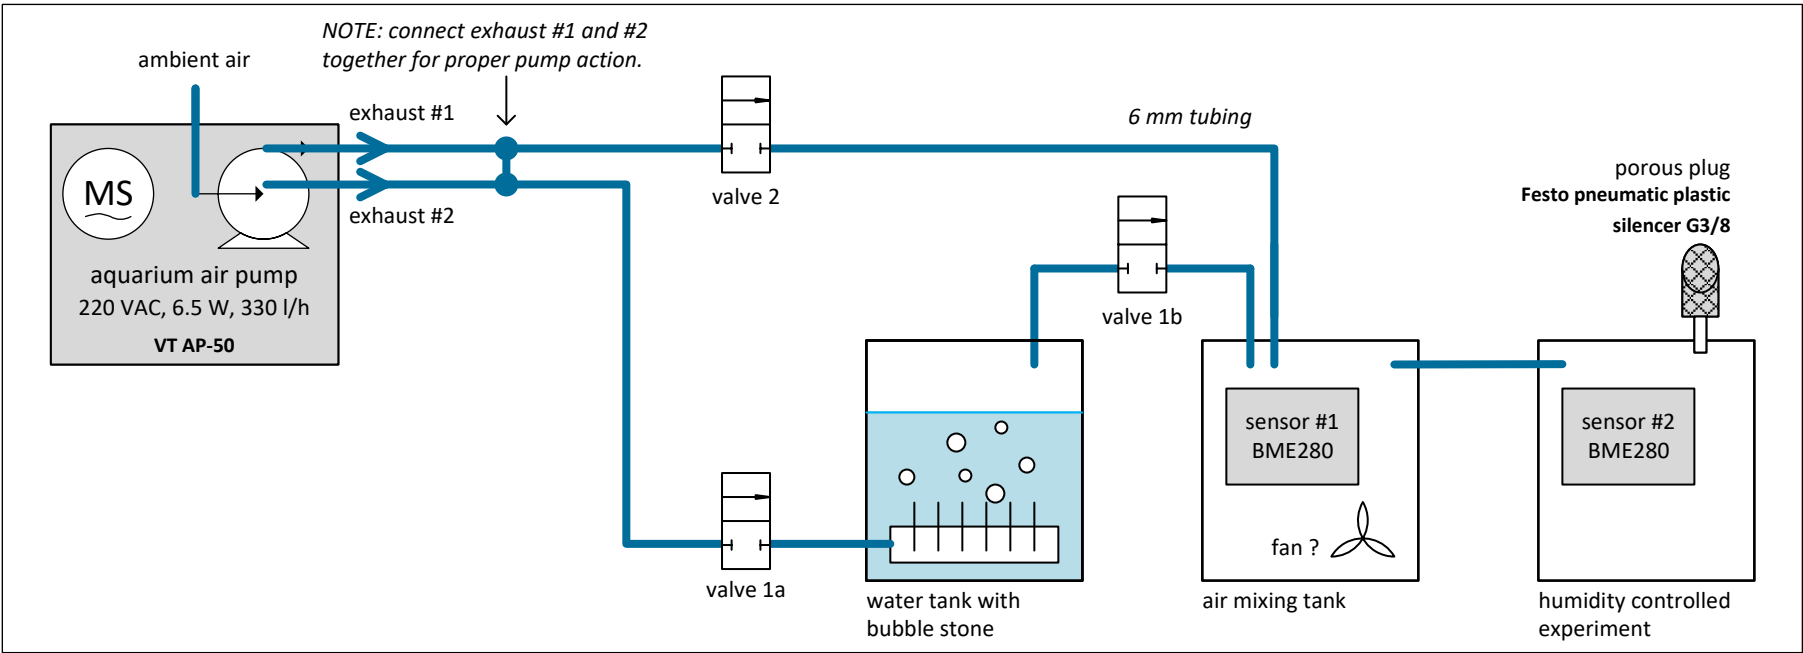 NOTE: connect exhaust #1 and #2
together for proper pump action.
ambient air
exhaust #1
exhaust #2
MS
aquarium air pump
220 VAC, 6.5 W, 330 l/h
VT AP-50
valve 2
6 mm tubing
valve 1b
porous plug
Festo pneumatic plastic
silencer G3/8
valve 1a
water tank with
bubble stone
sensor #1
BME280
fan ?
air mixing tank
sensor #2
BME280
humidity controlled
experiment